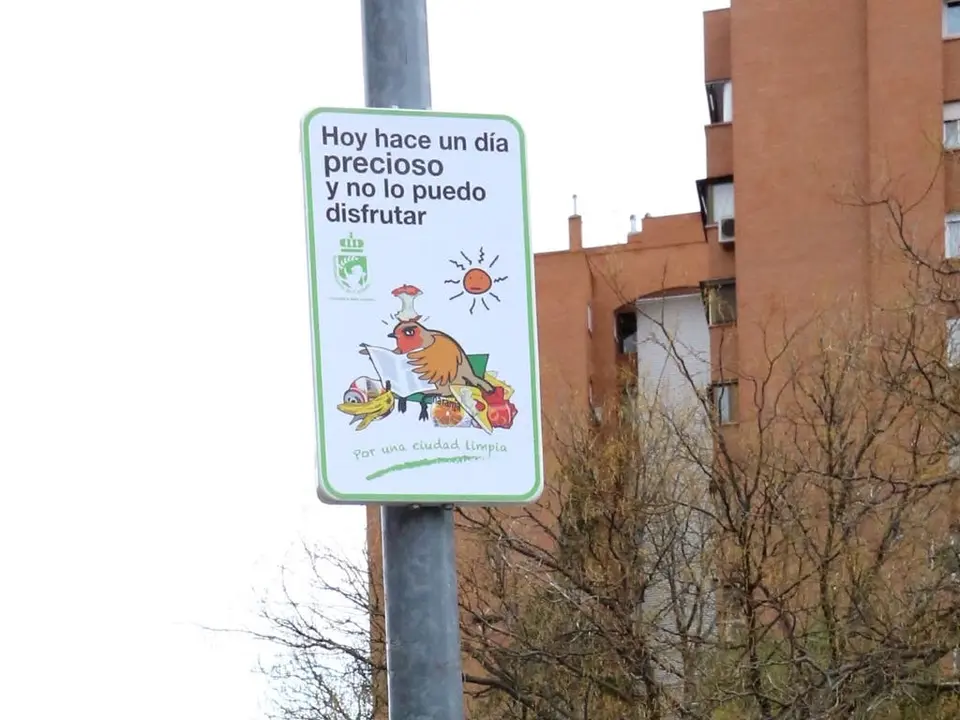 Hoy hace un día
precioso
y no lo puedo
disfrutar
Por una ciudad limpia